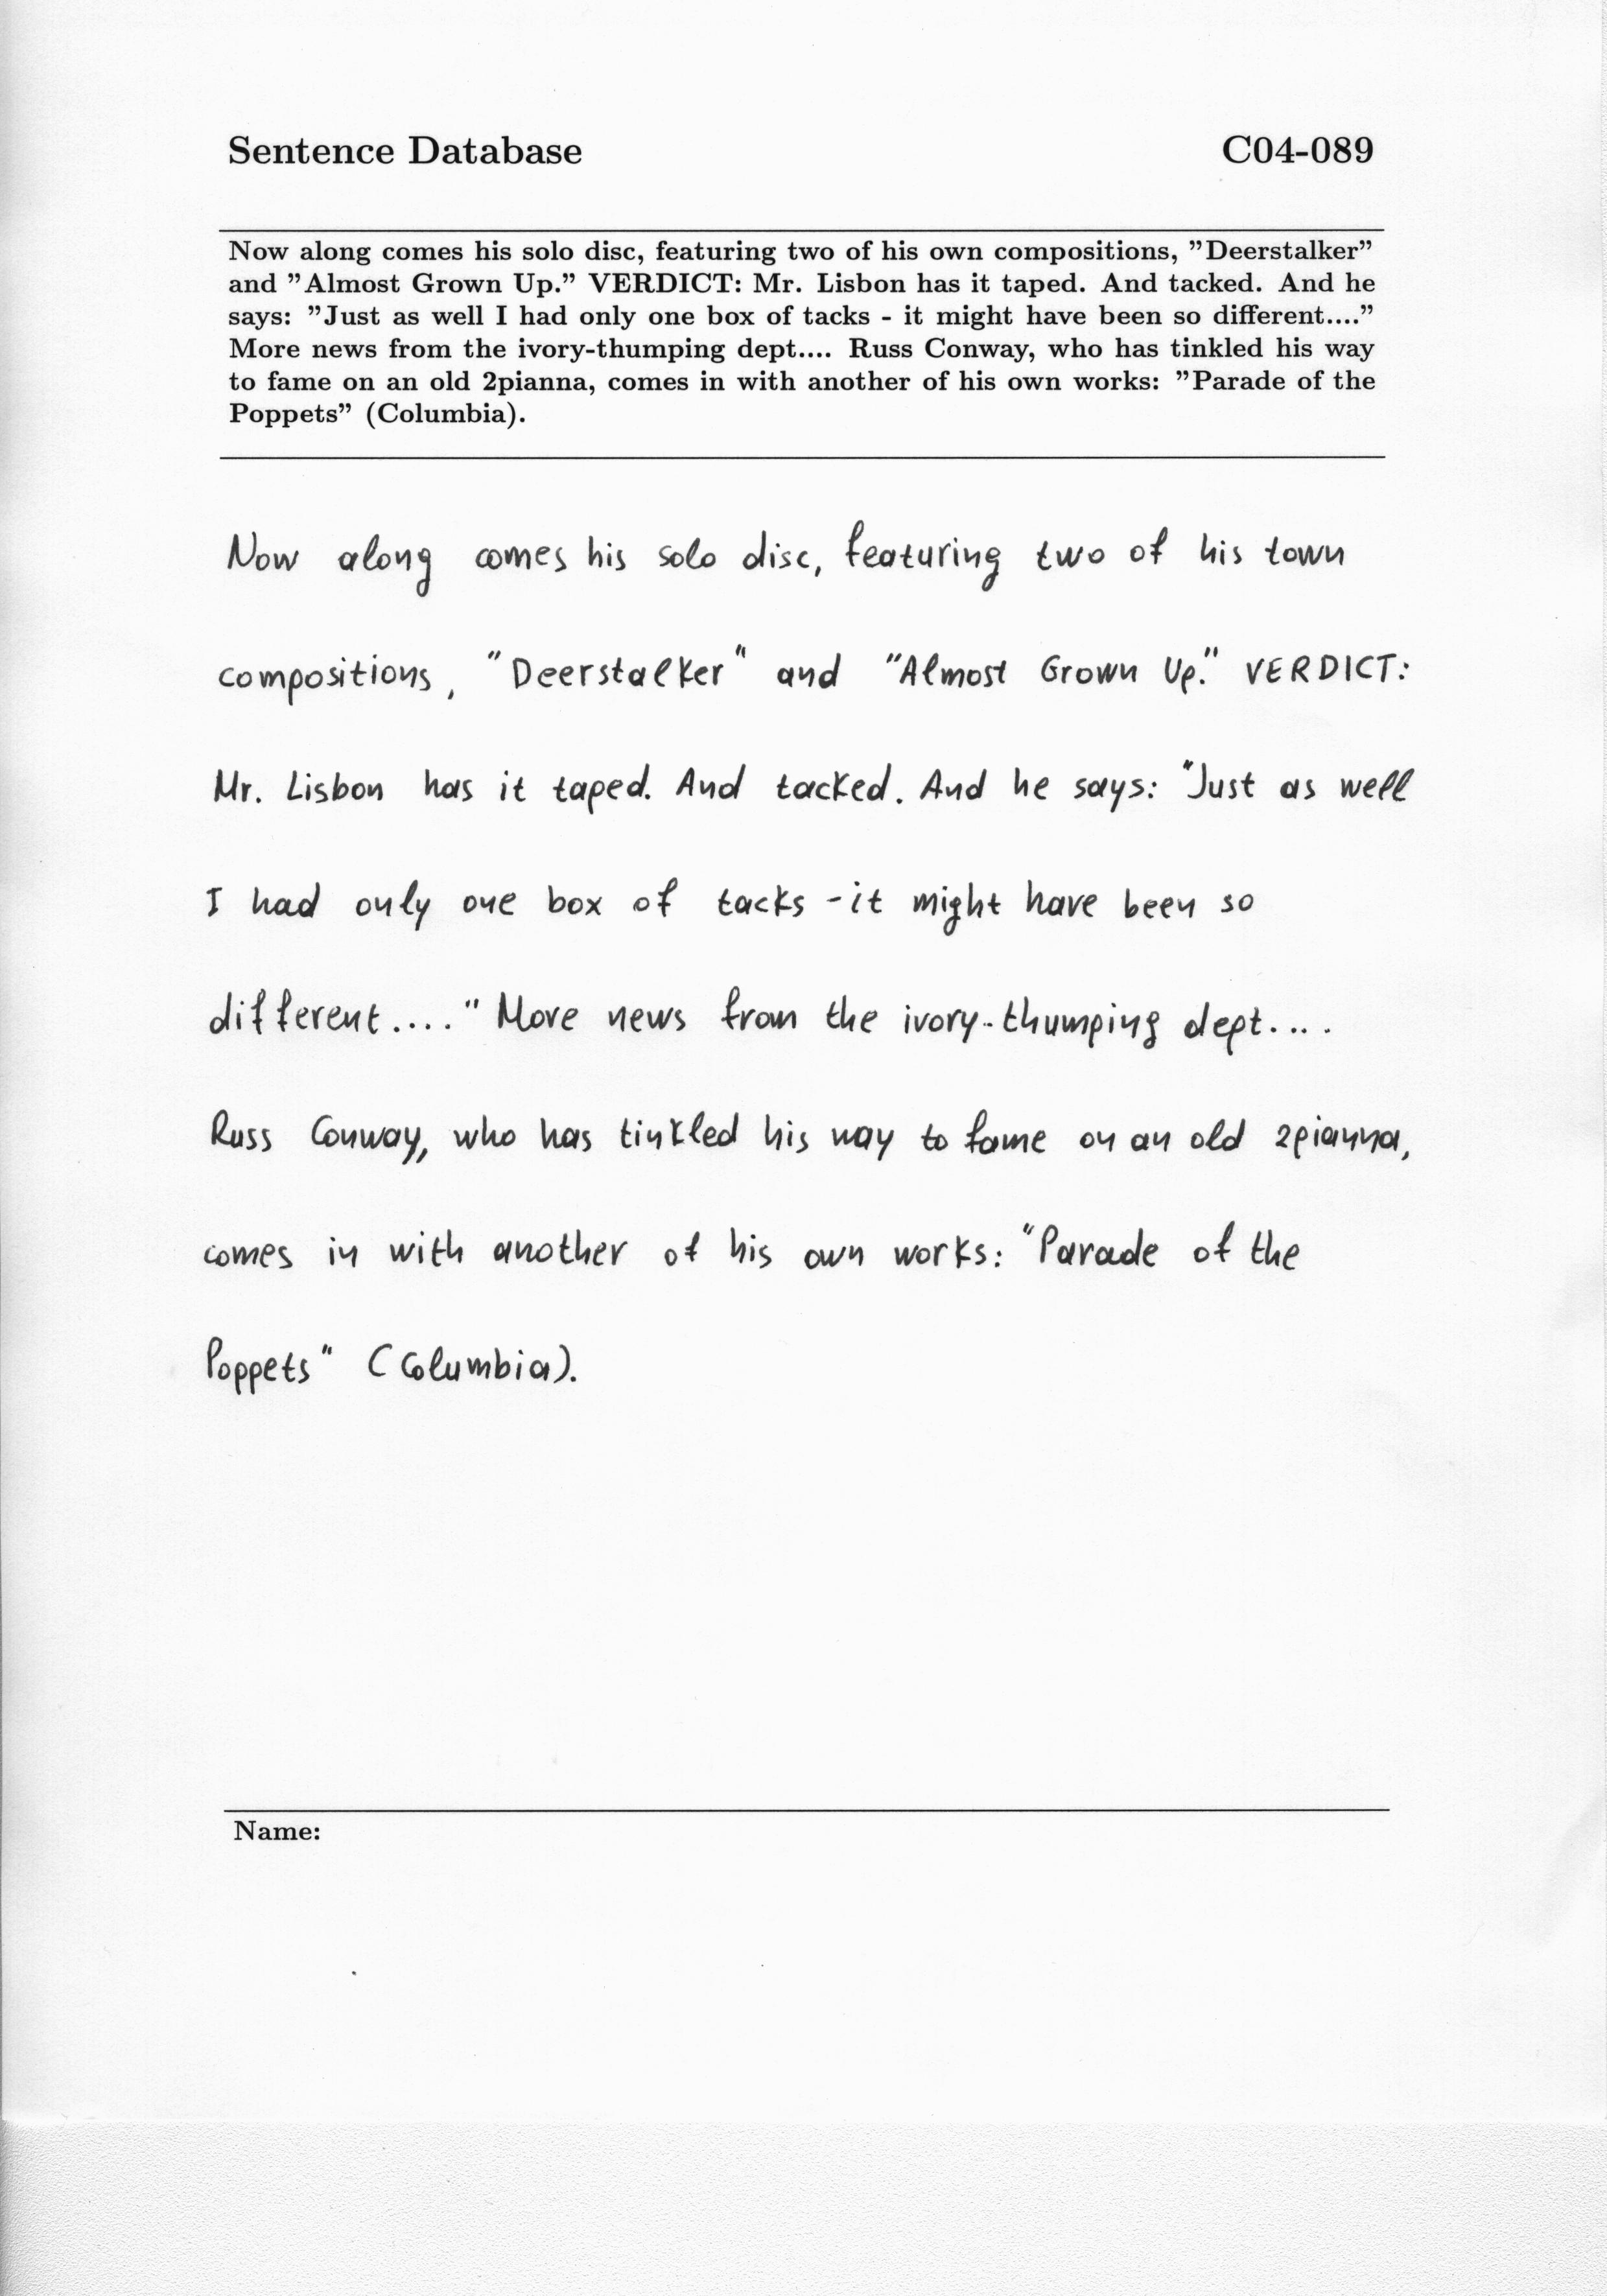 Sentence Database C04-089
Now along comes his solo disc, featuring two of his own compositions, ”Deerstalker”
and ”Almost Grown Up.” VERDICT: Mr. Lisbon has it taped. And tacked. And he
says: ”Just as well I had only one box of tacks - it might have been so different....”
More news from the ivory-thumping dept.... Russ Conway, who has tinkled his way
to fame on an old 2pianna, comes in with another of his own works: ”Parade of the
Poppets” (Columbia).
Now along comes his solo disc, featuring two of his town
compositions, "Deerstalker" and "Almost Grown Up." VERDICT:
Mr. Lisbon has it taped. And tacked. And he says: "Just as well
I had only one box of tacks - it might have been so
different...." More news from the ivory-thumping dept....
Russ Conway, who has tinkled his way to fame on an old 2pianna,
comes in with another of his own works: "Parade of the
Poppets" (Columbia).
Name: